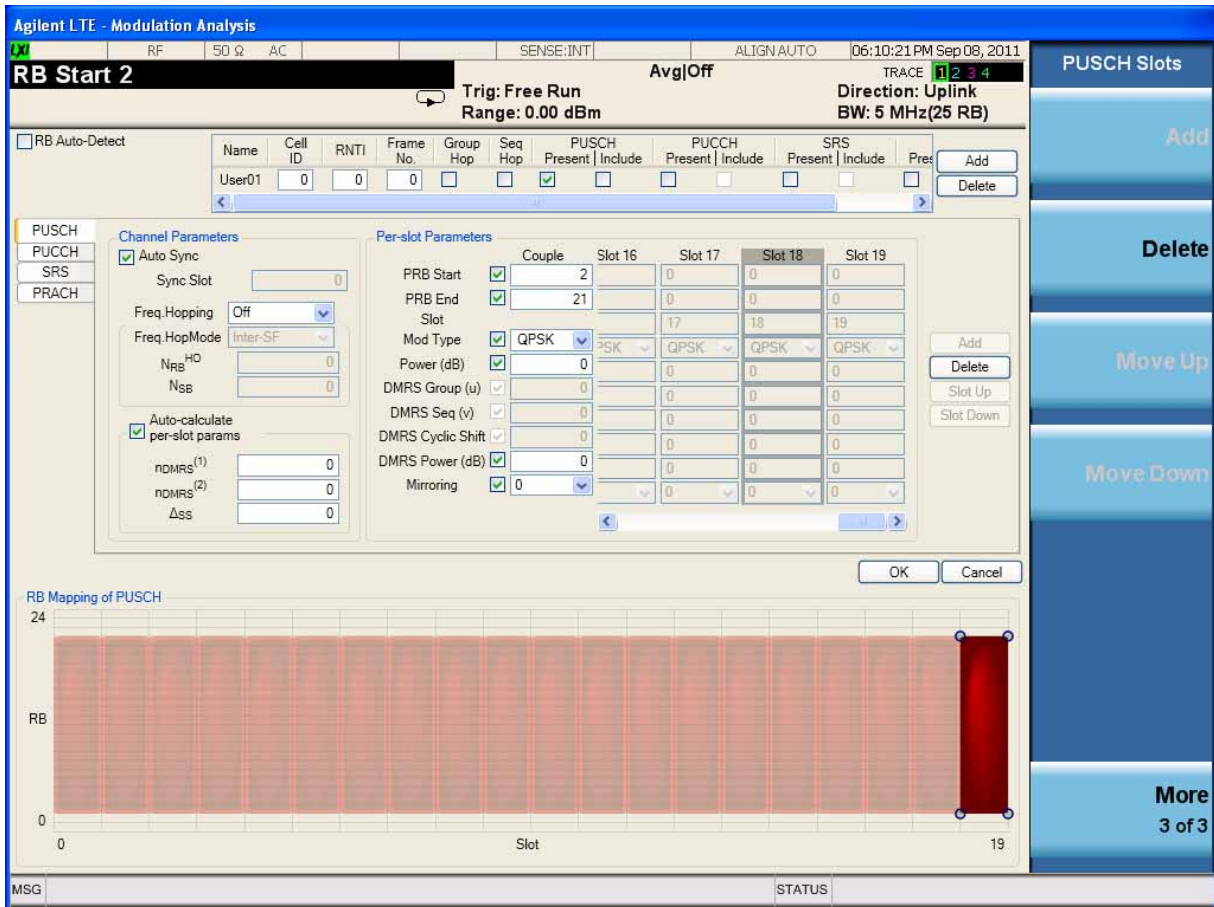 Agilent LTE - Modulation Analysis
LXI RF 50 Ω AC SENSE:INT ALIGN AUTO 06:10:21 PM Sep 08, 2011
RB Start 2
Avg|Off
TRACE 1 2 3 4
Trig: Free Run
Direction: Uplink
Range: 0.00 dBm
BW: 5 MHz(25 RB)
PUSCH Slots
Add
Delete
Move Up
Move Down
More
3 of 3
RB Auto-Detect
Name Cell ID RNTI Frame No. Group Hop Seq Hop PUSCH Present | Include PUCCH Present | Include SRS Present | Include Pres
User01 0 0 0
Add
Delete
PUSCH
PUCCH
SRS
PRACH
Channel Parameters
Auto Sync
Sync Slot 0
Freq.Hopping Off
Freq.HopMode Inter-SF
NRB HO 0
NSB 0
Auto-calculate
per-slot params
nDMRS(1) 0
nDMRS(2) 0
Δss 0
Per-slot Parameters
Couple Slot 16 Slot 17 Slot 18 Slot 19
PRB Start 2 0 0 0
PRB End 21 0 0 0
Slot 17 18 19
Mod Type QPSK PSK QPSK QPSK QPSK
Power (dB) 0 0 0 0
DMRS Group (u) 0 0 0 0
DMRS Seq (v) 0 0 0 0
DMRS Cyclic Shift 0 0 0 0
DMRS Power (dB) 0 0 0 0
Mirroring 0 0 0 0
Add
Delete
Slot Up
Slot Down
OK Cancel
RB Mapping of PUSCH
24
RB
0
0 Slot 19
MSG STATUS